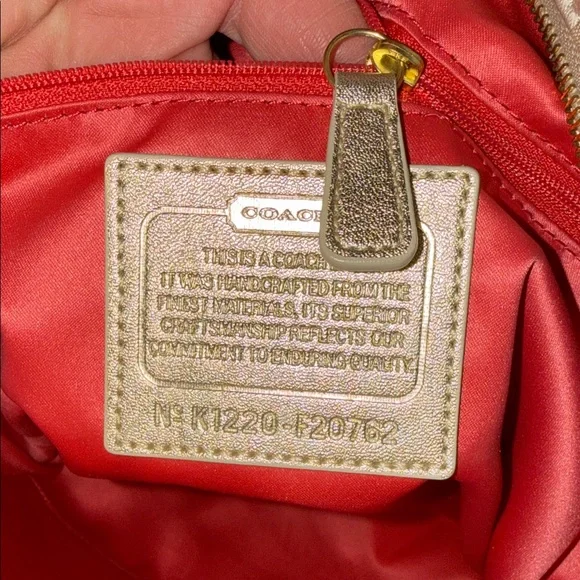 COACH
THIS IS A COACH
IT WAS HANDCRAFTED FROM THE
FINEST MATERIALS, ITS SUPERIOR
CRAFTSMANSHIP REFLECTS OUR
COMMITMENT TO ENDURING QUALITY.
Nº K1220-F20762